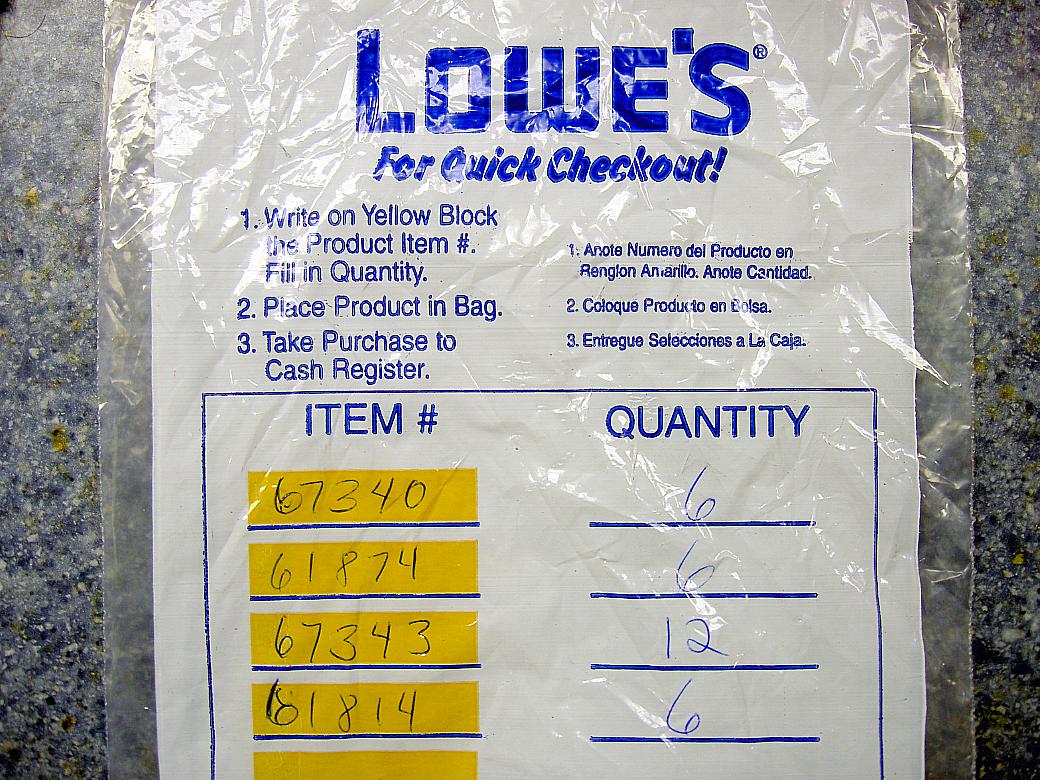 LOWE'S®
For Quick Checkout!
1. Write on Yellow Block
the Product Item #.
Fill in Quantity.
2. Place Product in Bag.
3. Take Purchase to
Cash Register.
1. Anote Numero del Producto en
Renglon Amarillo. Anote Cantidad.
2. Coloque Producto en Bolsa.
3. Entregue Selecciones a La Caja.
ITEM # QUANTITY
67340 6
61874 6
67343 12
61814 6